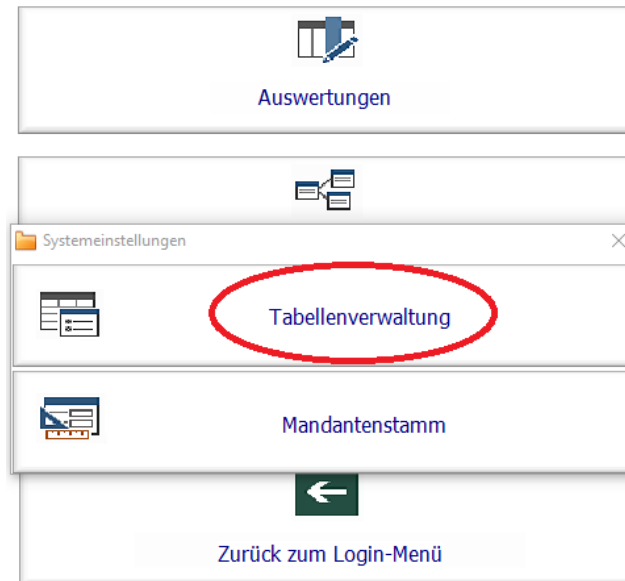 Auswertungen
Systemeinstellungen
Tabellenverwaltung
Mandantenstamm
Zurück zum Login-Menü